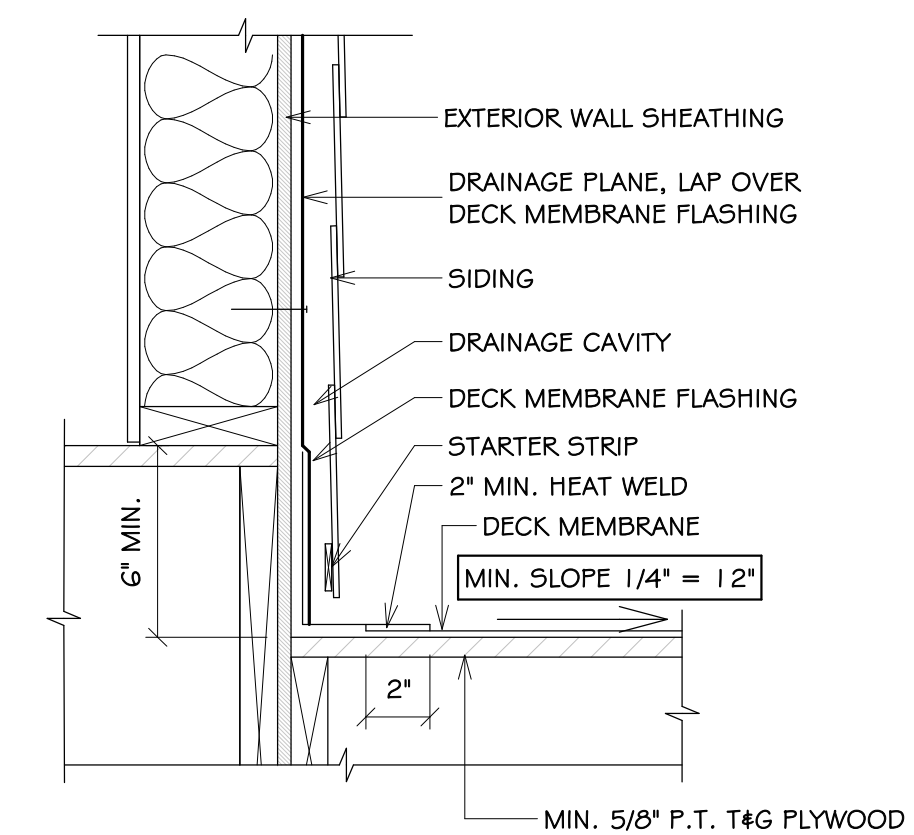 EXTERIOR WALL SHEATHING
DRAINAGE PLANE, LAP OVER
DECK MEMBRANE FLASHING
SIDING
DRAINAGE CAVITY
DECK MEMBRANE FLASHING
STARTER STRIP
2" MIN. HEAT WELD
DECK MEMBRANE
MIN. SLOPE 1/4" = 12"
6" MIN.
2"
MIN. 5/8" P.T. T&G PLYWOOD